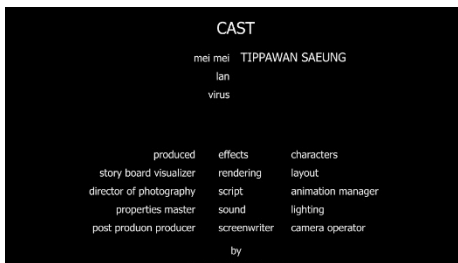 CAST
mei mei TIPPAWAN SAEUNG
lan
virus
produced effects characters
story board visualizer rendering layout
director of photography script animation manager
properties master sound lighting
post produon producer screenwriter camera operator
by